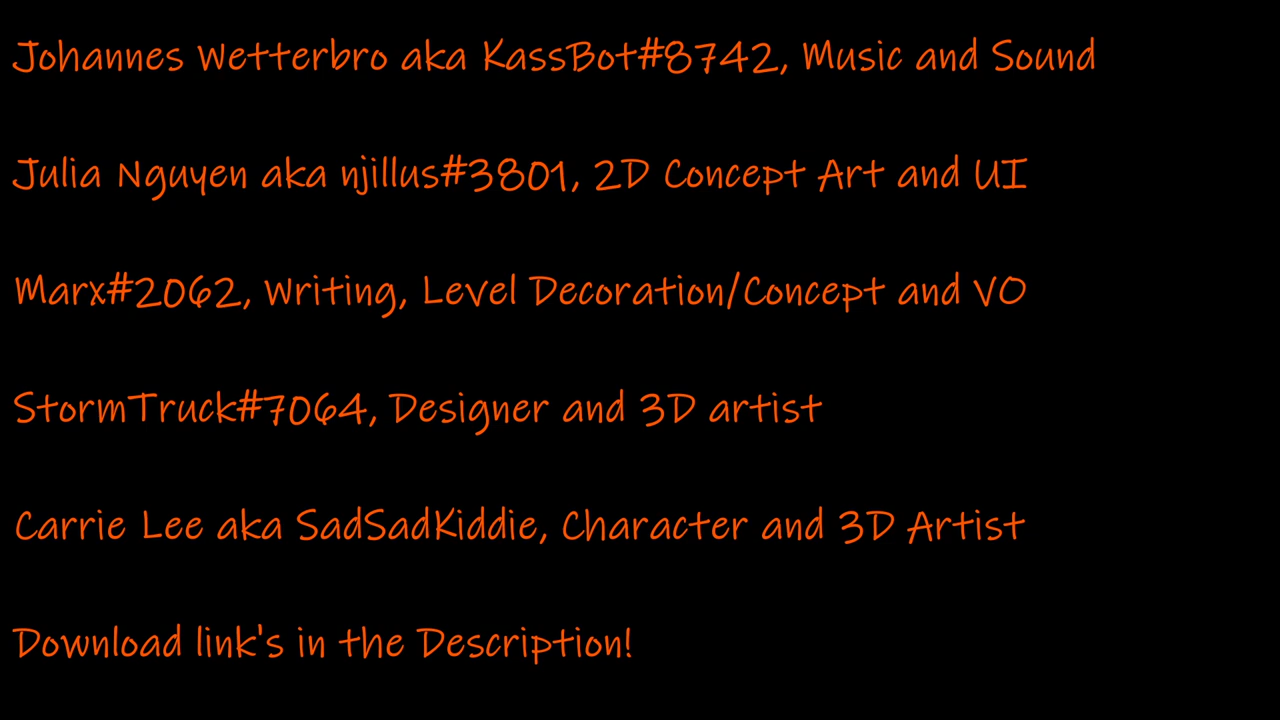 Johannes Wetterbro aka KassBot#8742, Music and Sound
Julia Nguyen aka njillus#3801, 2D Concept Art and UI
Marx#2062, Writing, Level Decoration/Concept and VO
StormTruck#7064, Designer and 3D artist
Carrie Lee aka SadSadKiddie, Character and 3D Artist
Download link's in the Description!